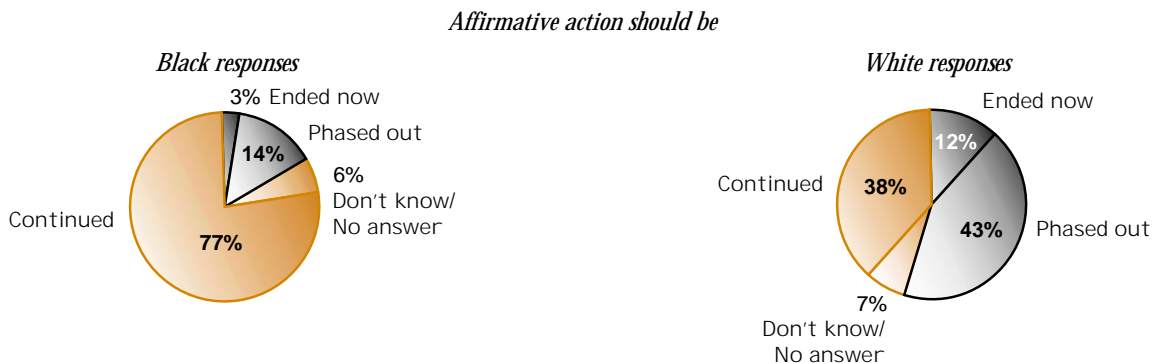 Affirmative action should be
Black responses
3% Ended now
Phased out
14%
6%
Don't know/
No answer
Continued
77%
White responses
Ended now
12%
Continued
38%
43%
Phased out
7%
Don't know/
No answer